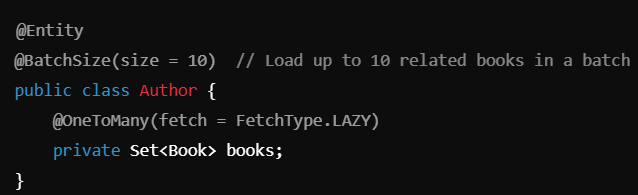 @Entity
@BatchSize(size = 10)  // Load up to 10 related books in a batch
public class Author {
    @OneToMany(fetch = FetchType.LAZY)
    private Set<Book> books;
}